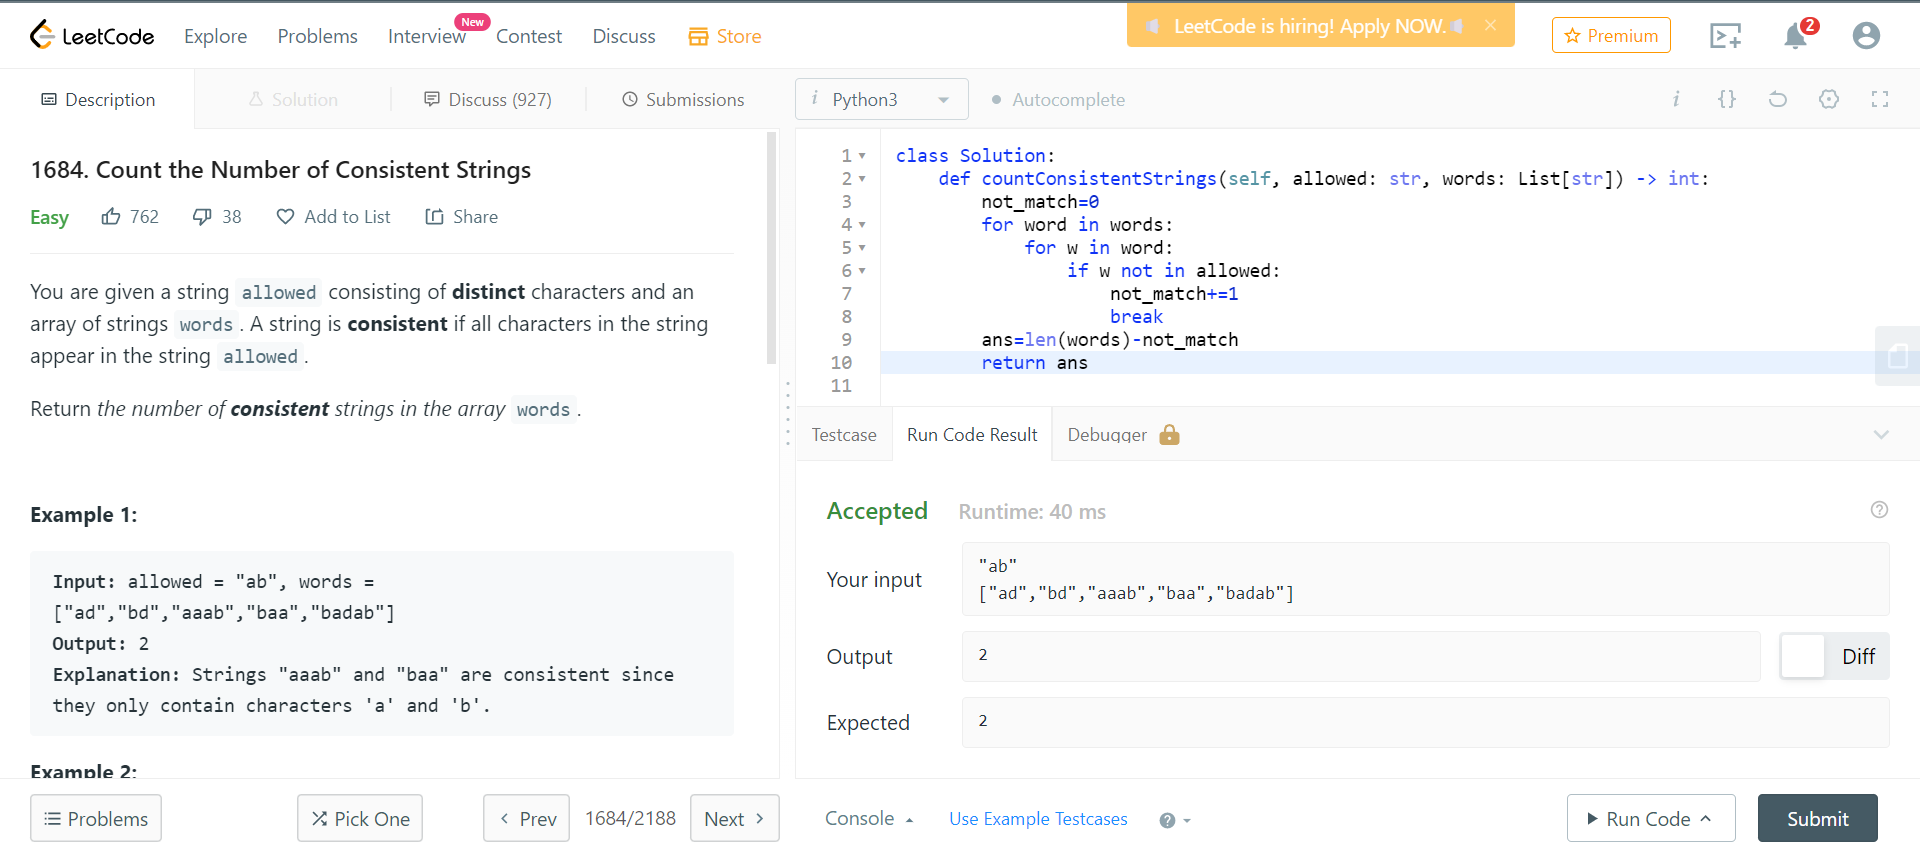 LeetCode
Explore
Problems
Interview
New
Contest
Discuss
Store
LeetCode is hiring! Apply NOW.
Premium
2
Description
Solution
Discuss (927)
Submissions
i Python3
Autocomplete
i {}
1684. Count the Number of Consistent Strings
Easy 762 38 Add to List Share
You are given a string allowed consisting of distinct characters and an
array of strings words . A string is consistent if all characters in the string
appear in the string allowed .
Return the number of consistent strings in the array words .
Example 1:
Input: allowed = "ab", words =
["ad","bd","aaab","baa","badab"]
Output: 2
Explanation: Strings "aaab" and "baa" are consistent since
they only contain characters 'a' and 'b'.
Example 2:
Problems
Pick One
Prev
1684/2188
Next
1 class Solution:
2 def countConsistentStrings(self, allowed: str, words: List[str]) -> int:
3 not_match=0
4 for word in words:
5 for w in word:
6 if w not in allowed:
7 not_match+=1
8 break
9 ans=len(words)-not_match
10 return ans
11
Testcase
Run Code Result
Debugger
Accepted Runtime: 40 ms
?
Your input
"ab"
["ad","bd","aaab","baa","badab"]
Output
2
Diff
Expected
2
Console
Use Example Testcases
?
Run Code
Submit